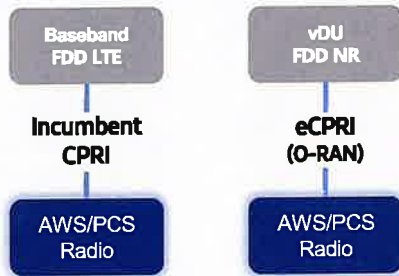 Baseband
FDD LTE
Incumbent
CPRI
AWS/PCS
Radio
vDU
FDD NR
eCPRI
(O-RAN)
AWS/PCS
Radio